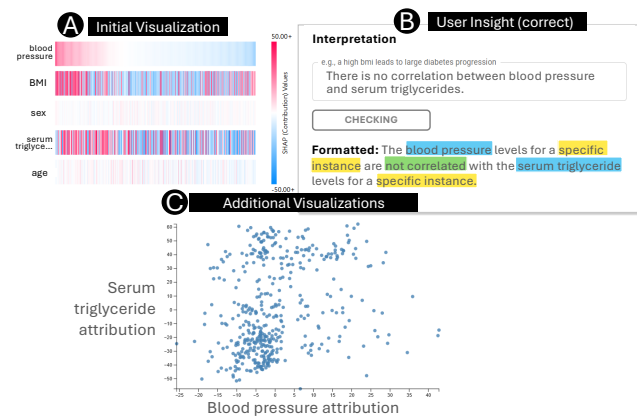 A Initial Visualization
blood
pressure
BMI
sex
serum
triglyce...
age
50.00+
SHAP (Contribution) Values
-50.00+
B User Insight (correct)
Interpretation
e.g., a high bmi leads to large diabetes progression
There is no correlation between blood pressure
and serum triglycerides.
CHECKING
Formatted: The blood pressure levels for a specific
instance are not correlated with the serum triglyceride
levels for a specific instance.
C Additional Visualizations
Serum
triglyceride
attribution
60
50
40
30
20
10
0
-10
-20
-30
-40
-50
-25 -20 -15 -10 -5 0 5 10 15 20 25 30 35 40
Blood pressure attribution